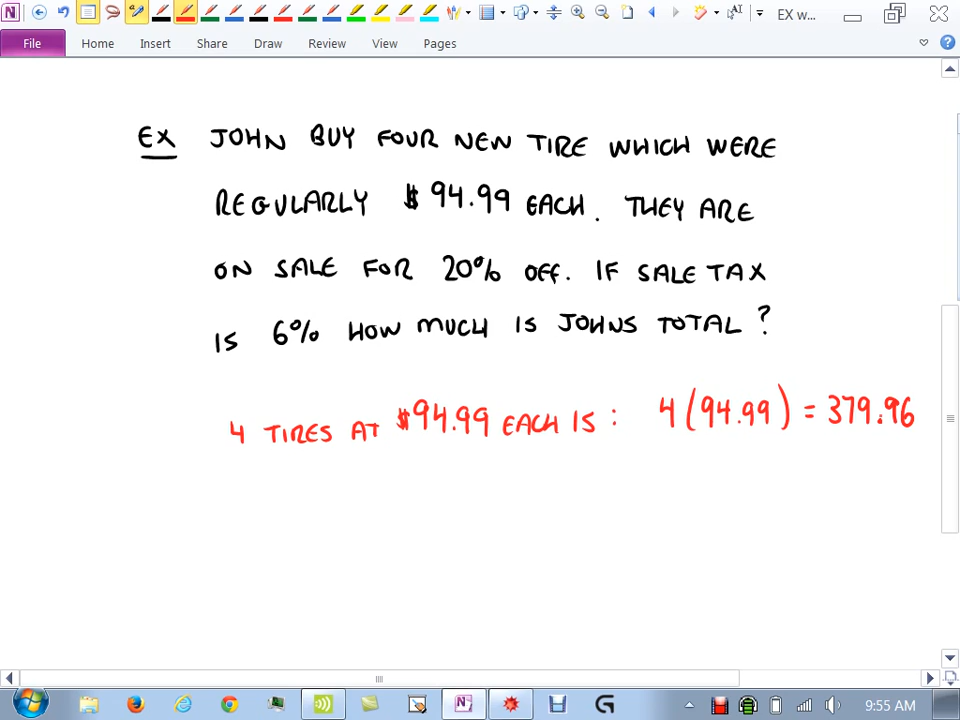 EX w...
File Home Insert Share Draw Review View Pages
EX JOHN BUY FOUR NEW TIRE WHICH WERE
REGULARLY $94.99 EACH. THEY ARE
ON SALE FOR 20% OFF. IF SALE TAX
IS 6% HOW MUCH IS JOHNS TOTAL?
4 TIRES AT $94.99 EACH IS: 4(94.99) = 379.96
9:55 AM